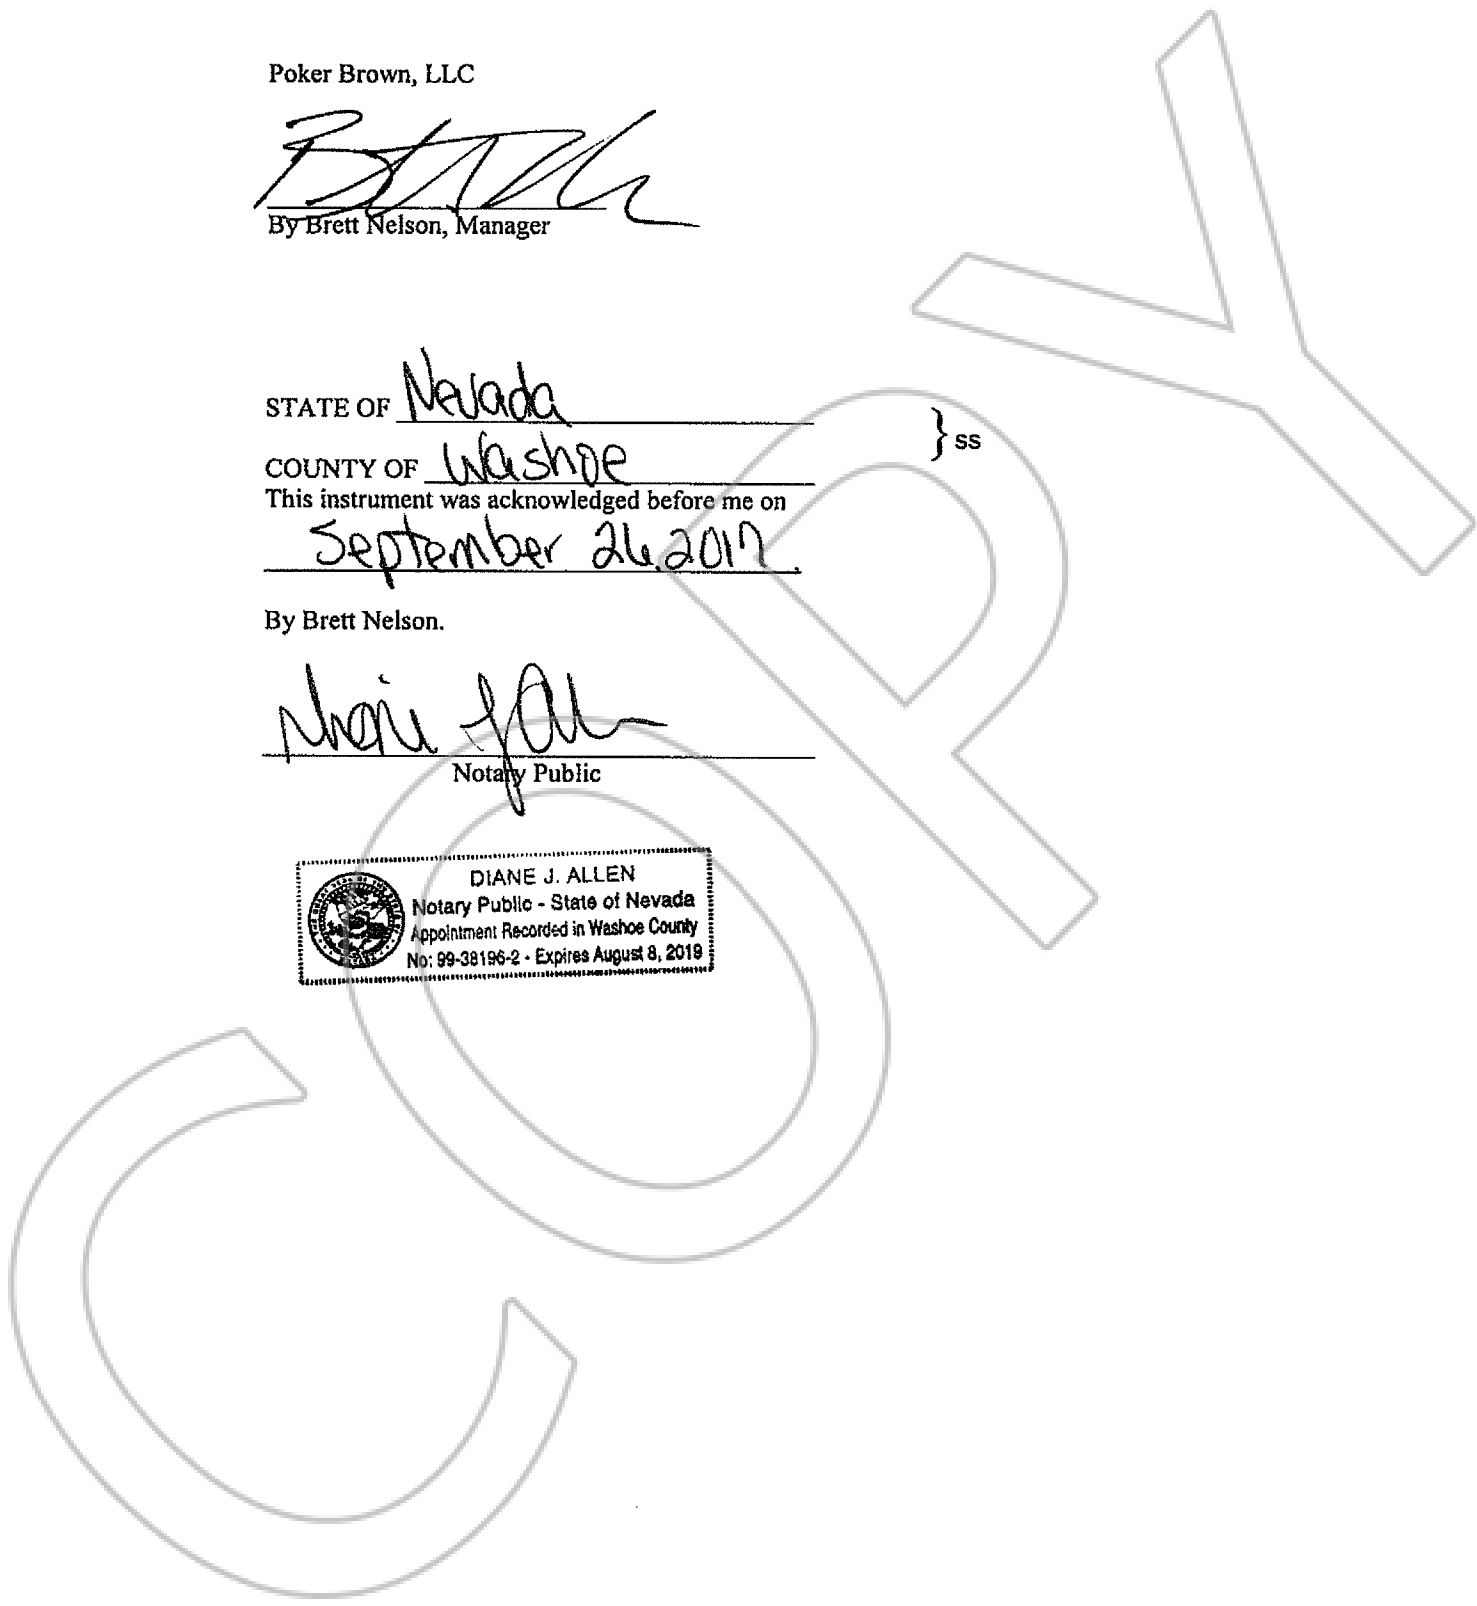 Poker Brown, LLC
By Brett Nelson, Manager
STATE OF Nevada
} ss
COUNTY OF Washoe
This instrument was acknowledged before me on
September 26, 2017.
By Brett Nelson.
Notary Public
DIANE J. ALLEN
Notary Public - State of Nevada
Appointment Recorded in Washoe County
No: 99-38196-2 - Expires August 8, 2019
COPY